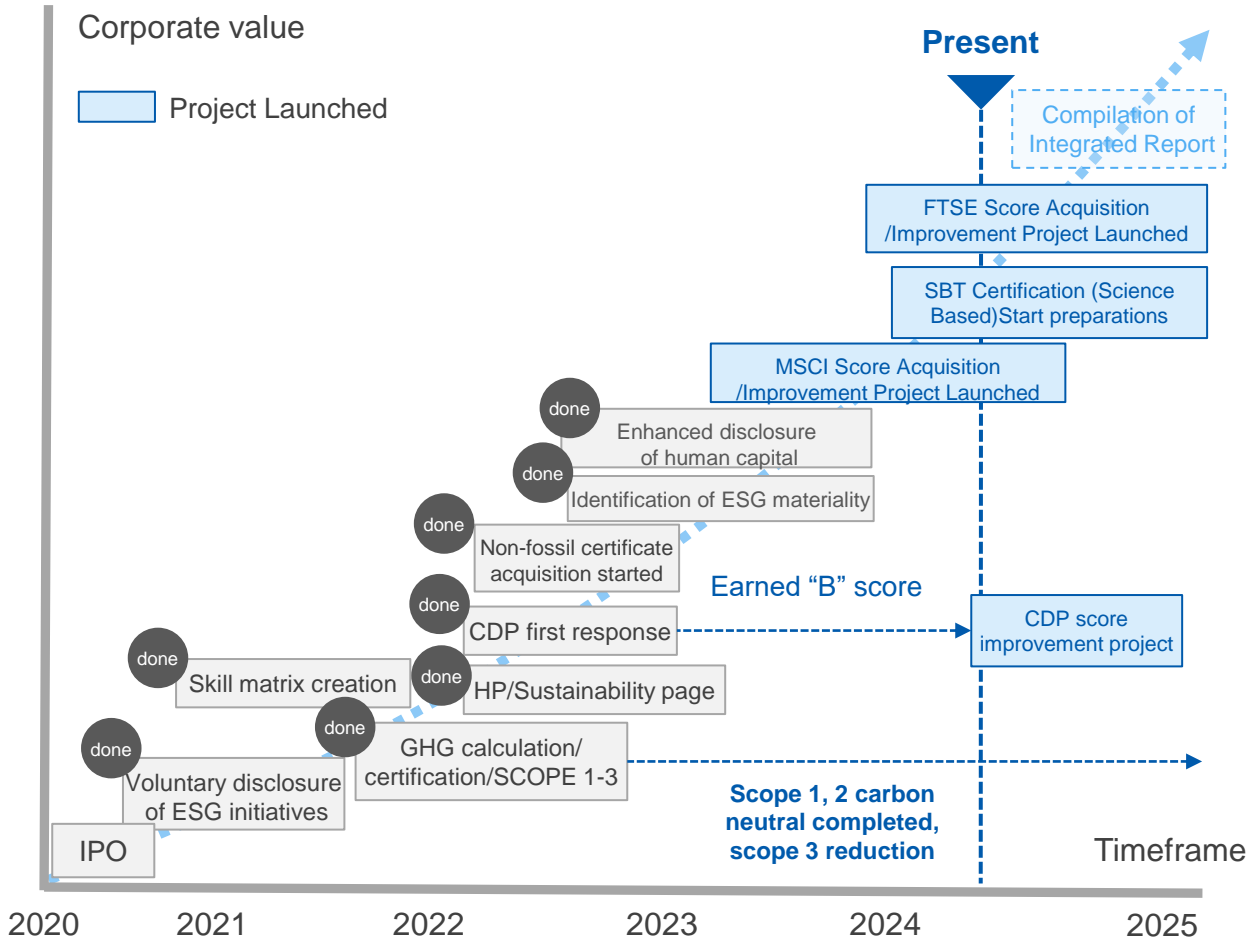 Corporate value
Present
Project Launched
Compilation of
Integrated Report
FTSE Score Acquisition
/Improvement Project Launched
SBT Certification (Science
Based)Start preparations
MSCI Score Acquisition
/Improvement Project Launched
done
Enhanced disclosure
of human capital
done
Identification of ESG materiality
done
Non-fossil certificate
acquisition started
Earned “B” score
done
CDP first response
CDP score
improvement project
done
Skill matrix creation
done
HP/Sustainability page
done
GHG calculation/
certification/SCOPE 1-3
done
Voluntary disclosure
of ESG initiatives
Scope 1, 2 carbon
neutral completed,
scope 3 reduction
IPO
Timeframe
2020
2021
2022
2023
2024
2025